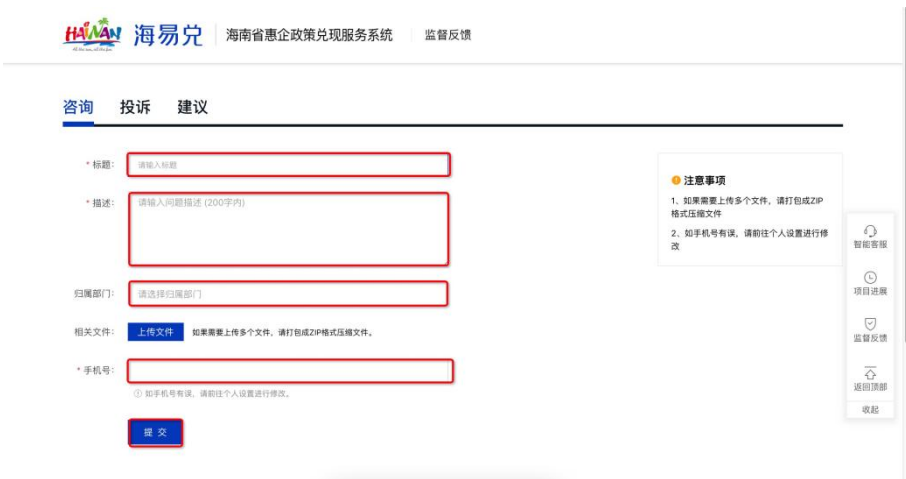 HAINAN 海易兑 海南省惠企政策兑现服务系统 监督反馈
咨询 投诉 建议
* 标题: 请输入标题
* 描述: 请输入问题描述 (200字内)
归属部门: 请选择归属部门
相关文件: 上传文件 如果需要上传多个文件，请打包成ZIP格式压缩文件。
* 手机号:
如手机号有误，请前往个人设置进行修改。
提 交
注意事项
1、如果需要上传多个文件，请打包成ZIP
格式压缩文件
2、如手机号有误，请前往个人设置进行修
改
智能客服
项目进展
监督反馈
返回顶部
收起